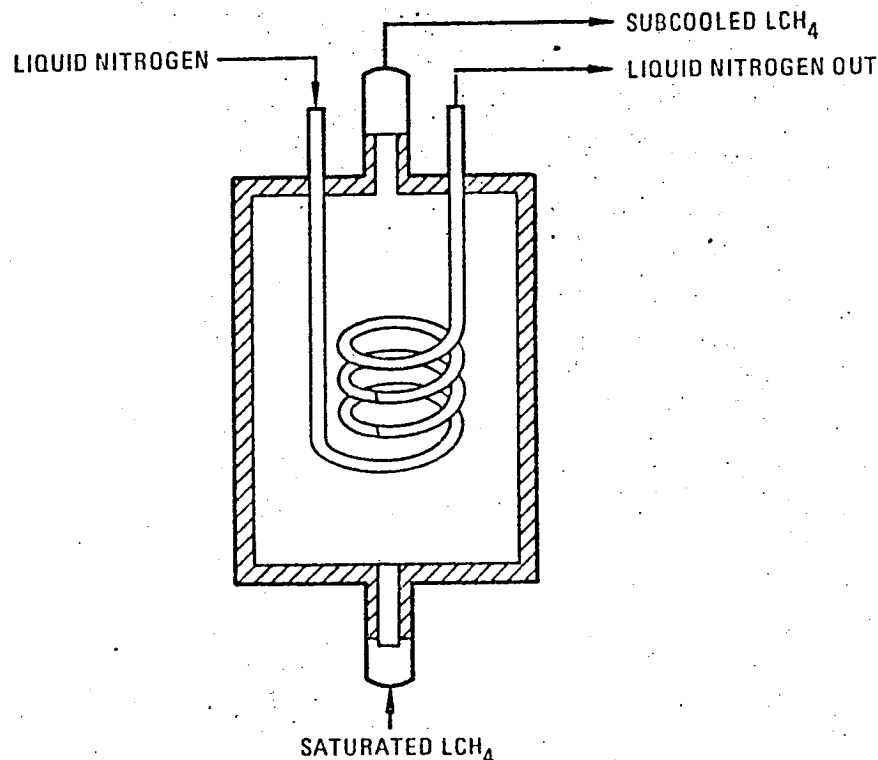 SUBCOOLED LCH₄
LIQUID NITROGEN
LIQUID NITROGEN OUT
SATURATED LCH₄